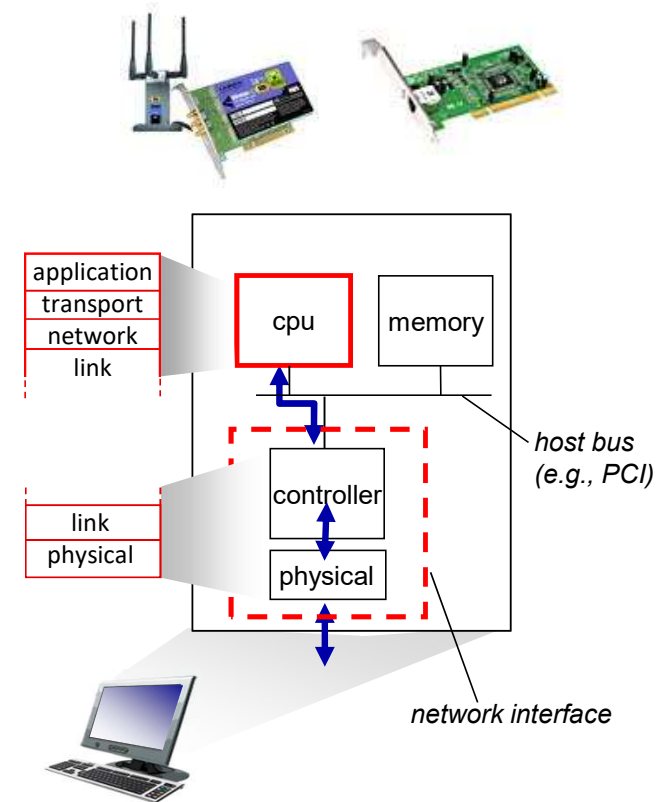 application
transport
network
link
cpu
memory
host bus
(e.g., PCI)
controller
link
physical
physical
network interface